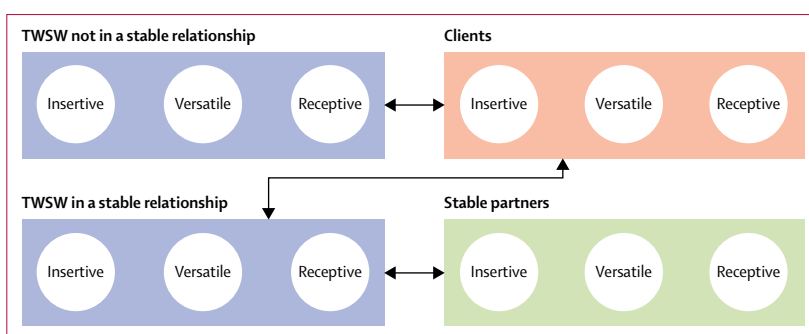 TWSW not in a stable relationship
Clients
Insertive Versatile Receptive
Insertive Versatile Receptive
TWSW in a stable relationship
Stable partners
Insertive Versatile Receptive
Insertive Versatile Receptive